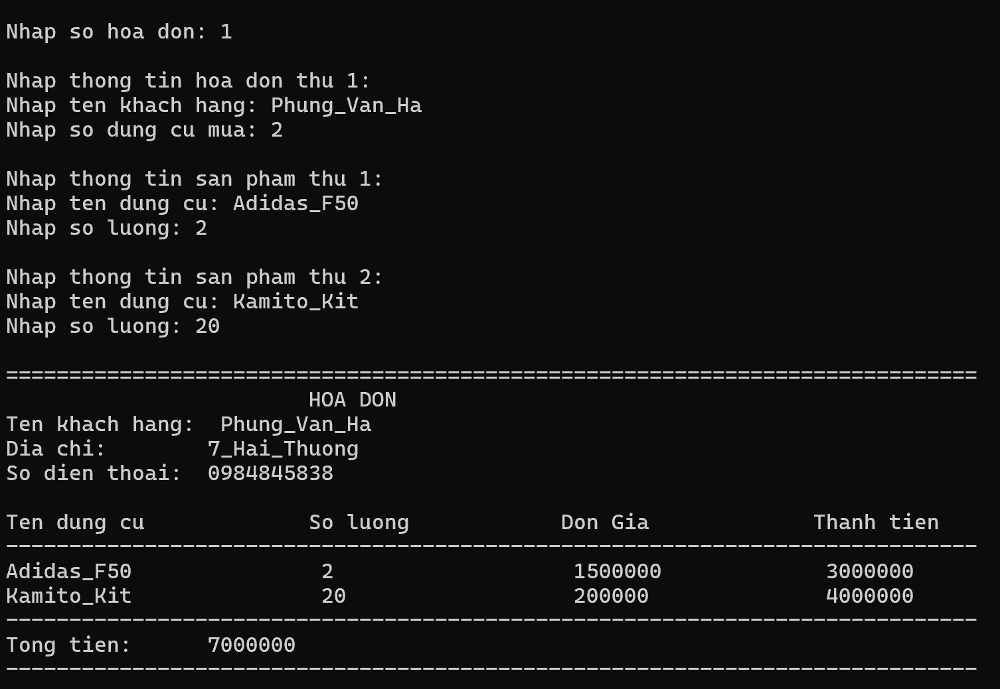 Nhap so hoa don: 1
Nhap thong tin hoa don thu 1:
Nhap ten khach hang: Phung_Van_Ha
Nhap so dung cu mua: 2
Nhap thong tin san pham thu 1:
Nhap ten dung cu: Adidas_F50
Nhap so luong: 2
Nhap thong tin san pham thu 2:
Nhap ten dung cu: Kamito_Kit
Nhap so luong: 20
=============================================================================
HOA DON
Ten khach hang:  Phung_Van_Ha
Dia chi:        7_Hai_Thuong
So dien thoai:  0984845838
Ten dung cu             So luong            Don Gia             Thanh tien
-----------------------------------------------------------------------------
Adidas_F50               2                   1500000             3000000
Kamito_Kit               20                  200000              4000000
-----------------------------------------------------------------------------
Tong tien:      7000000
-----------------------------------------------------------------------------